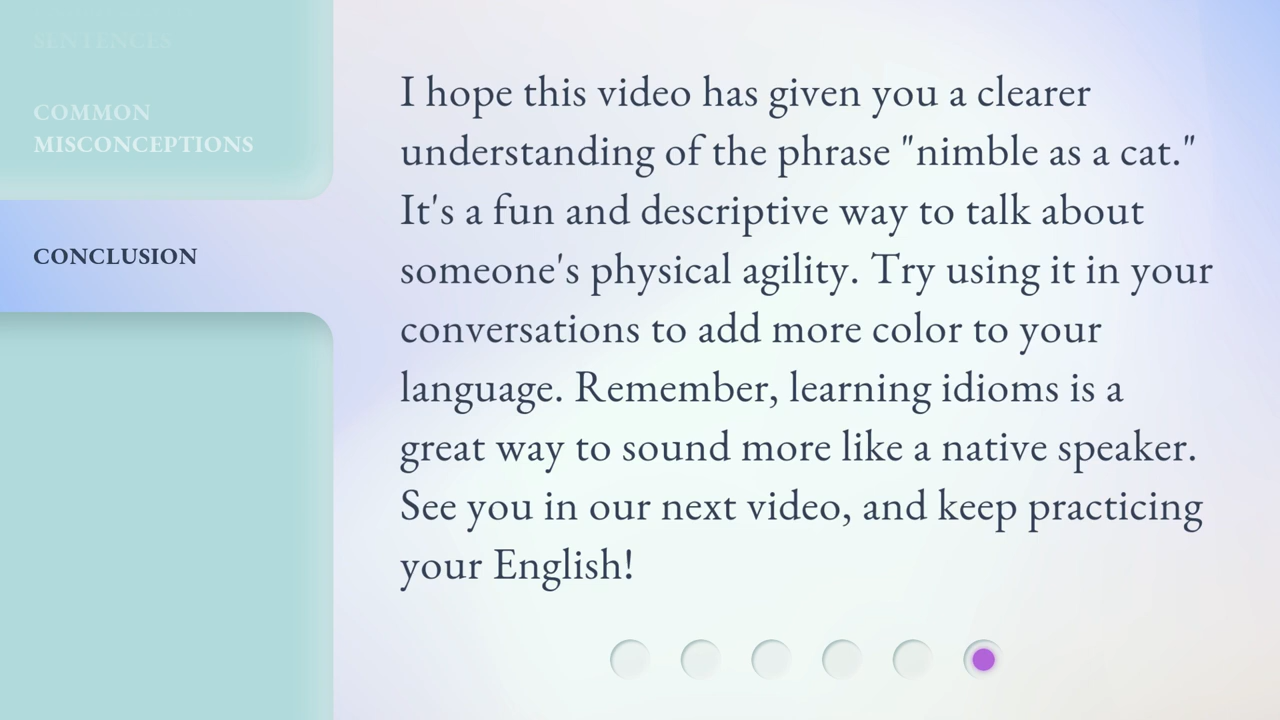 SENTENCES
COMMON
MISCONCEPTIONS
CONCLUSION
I hope this video has given you a clearer
understanding of the phrase "nimble as a cat."
It's a fun and descriptive way to talk about
someone's physical agility. Try using it in your
conversations to add more color to your
language. Remember, learning idioms is a
great way to sound more like a native speaker.
See you in our next video, and keep practicing
your English!